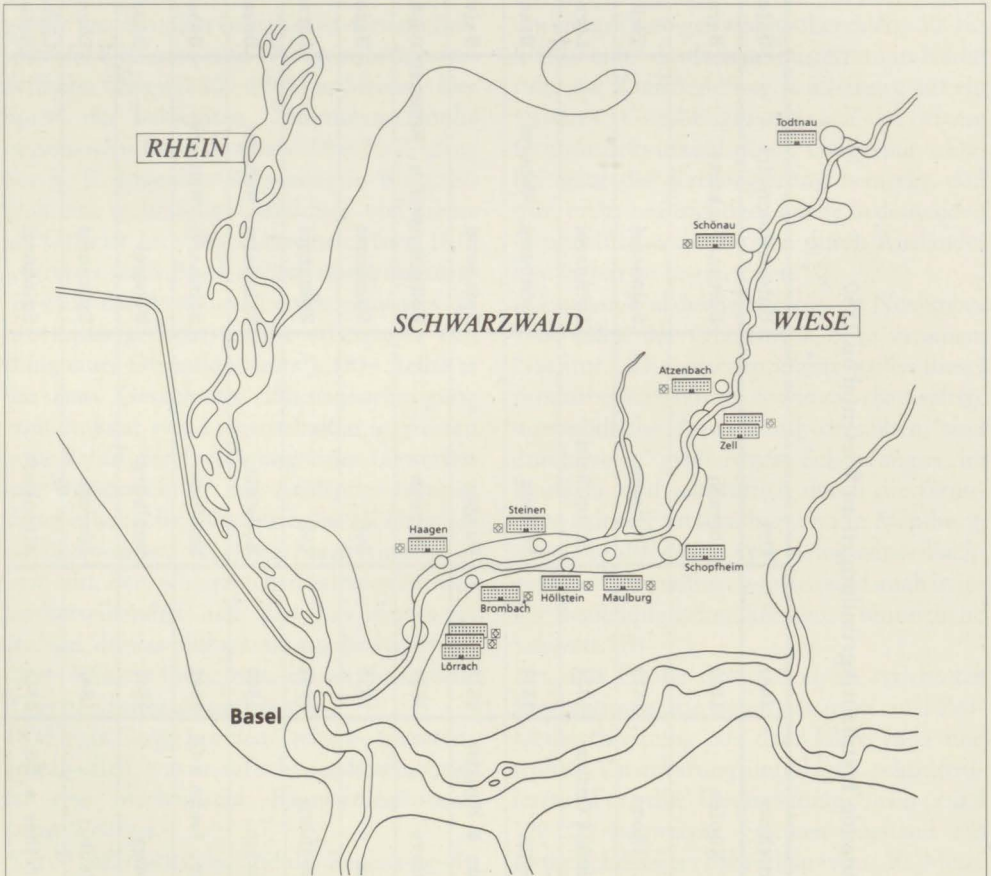 Todtnau
RHEIN
Schönau
SCHWARZWALD
WIESE
Atzenbach
Zell
Steinen
Haagen
Schopfheim
Brombach
Höllstein
Maulburg
Lörrach
Basel